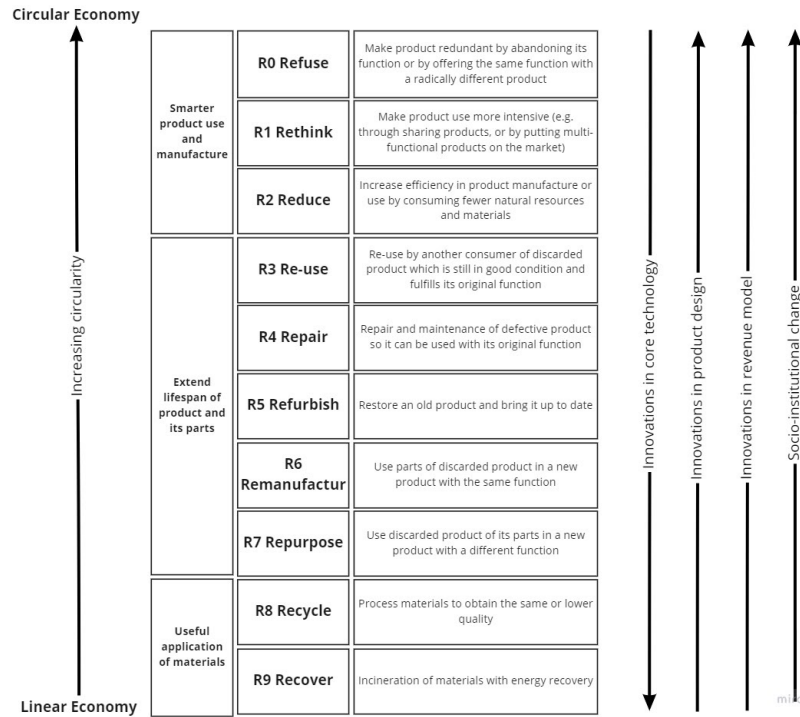 Circular Economy
Increasing circularity
Linear Economy
Smarter
product use
and
manufacture
R0 Refuse
Make product redundant by abandoning its
function or by offering the same function with
a radically different product
R1 Rethink
Make product use more intensive (e.g.
through sharing products, or by putting multi-
functional products on the market)
R2 Reduce
Increase efficiency in product manufacture or
use by consuming fewer natural resources
and materials
Extend
lifespan of
product and
its parts
R3 Re-use
Re-use by another consumer of discarded
product which is still in good condition and
fulfills its original function
R4 Repair
Repair and maintenance of defective product
so it can be used with its original function
R5 Refurbish
Restore an old product and bring it up to date
R6
Remanufactur
Use parts of discarded product in a new
product with the same function
R7 Repurpose
Use discarded product of its parts in a new
product with a different function
Useful
application
of materials
R8 Recycle
Process materials to obtain the same or lower
quality
R9 Recover
Incineration of materials with energy recovery
Innovations in core technology
Innovations in product design
Innovations in revenue model
Socio-institutional change